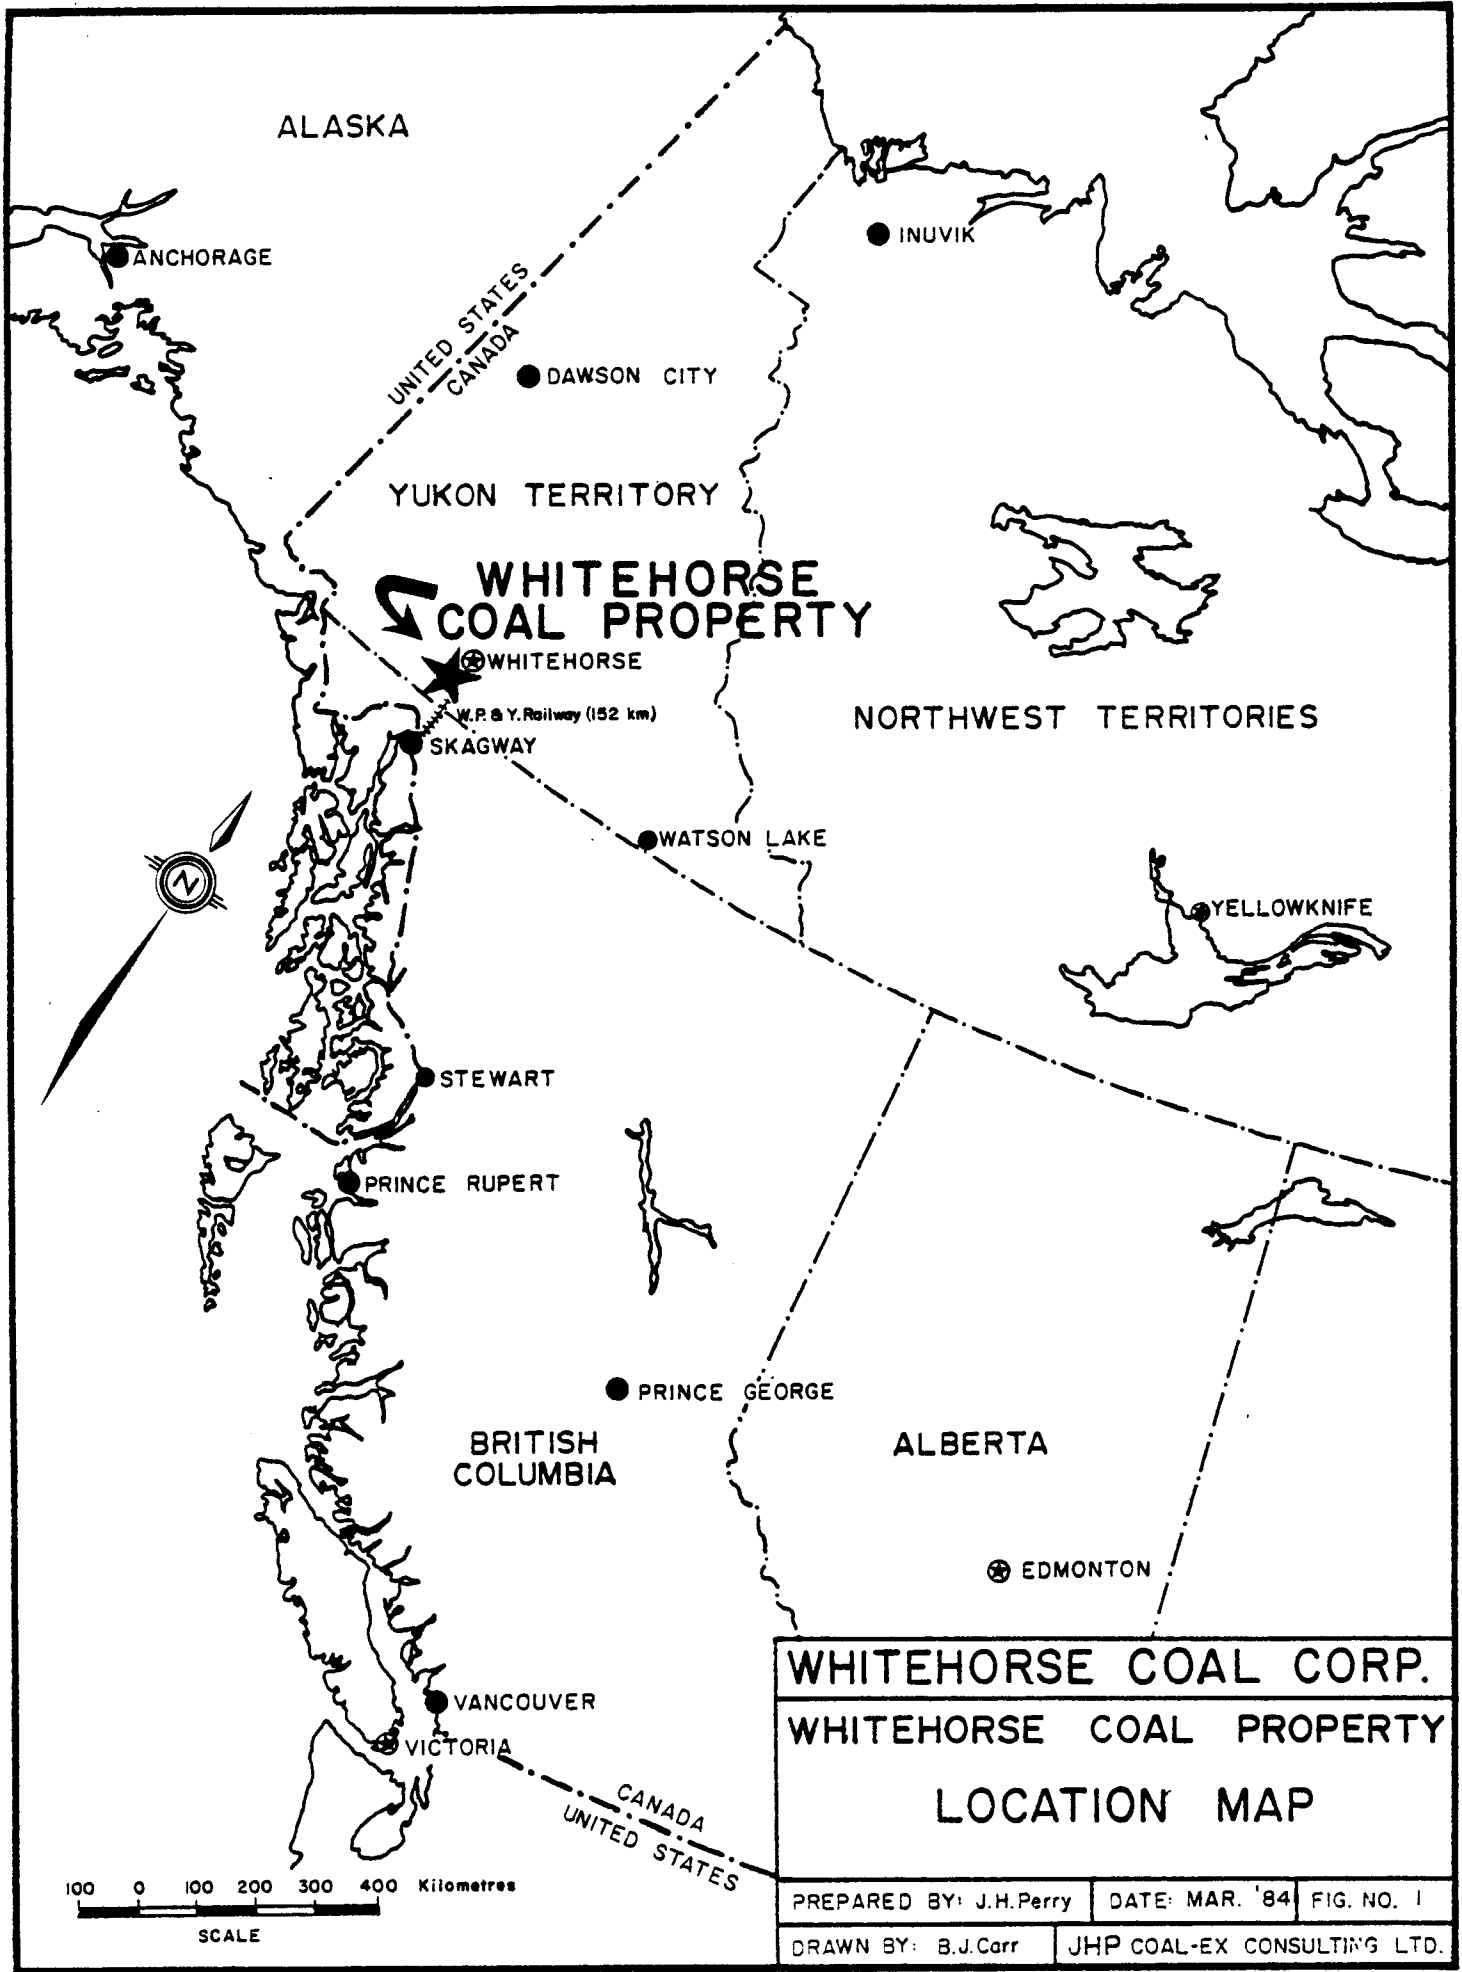 ALASKA
ANCHORAGE
INUVIK
UNITED STATES
CANADA
DAWSON CITY
YUKON TERRITORY
WHITEHORSE
COAL PROPERTY
WHITEHORSE
W.P. & Y. Railway (152 km)
SKAGWAY
NORTHWEST TERRITORIES
WATSON LAKE
N
YELLOWKNIFE
STEWART
PRINCE RUPERT
PRINCE GEORGE
BRITISH
COLUMBIA
ALBERTA
EDMONTON
VANCOUVER
VICTORIA
CANADA
UNITED STATES
100 0 100 200 300 400 Kilometres
SCALE
WHITEHORSE COAL CORP.
WHITEHORSE COAL PROPERTY
LOCATION MAP
PREPARED BY: J.H.Perry
DATE: MAR. '84
FIG. NO. 1
DRAWN BY: B.J.Carr
JHP COAL-EX CONSULTING LTD.